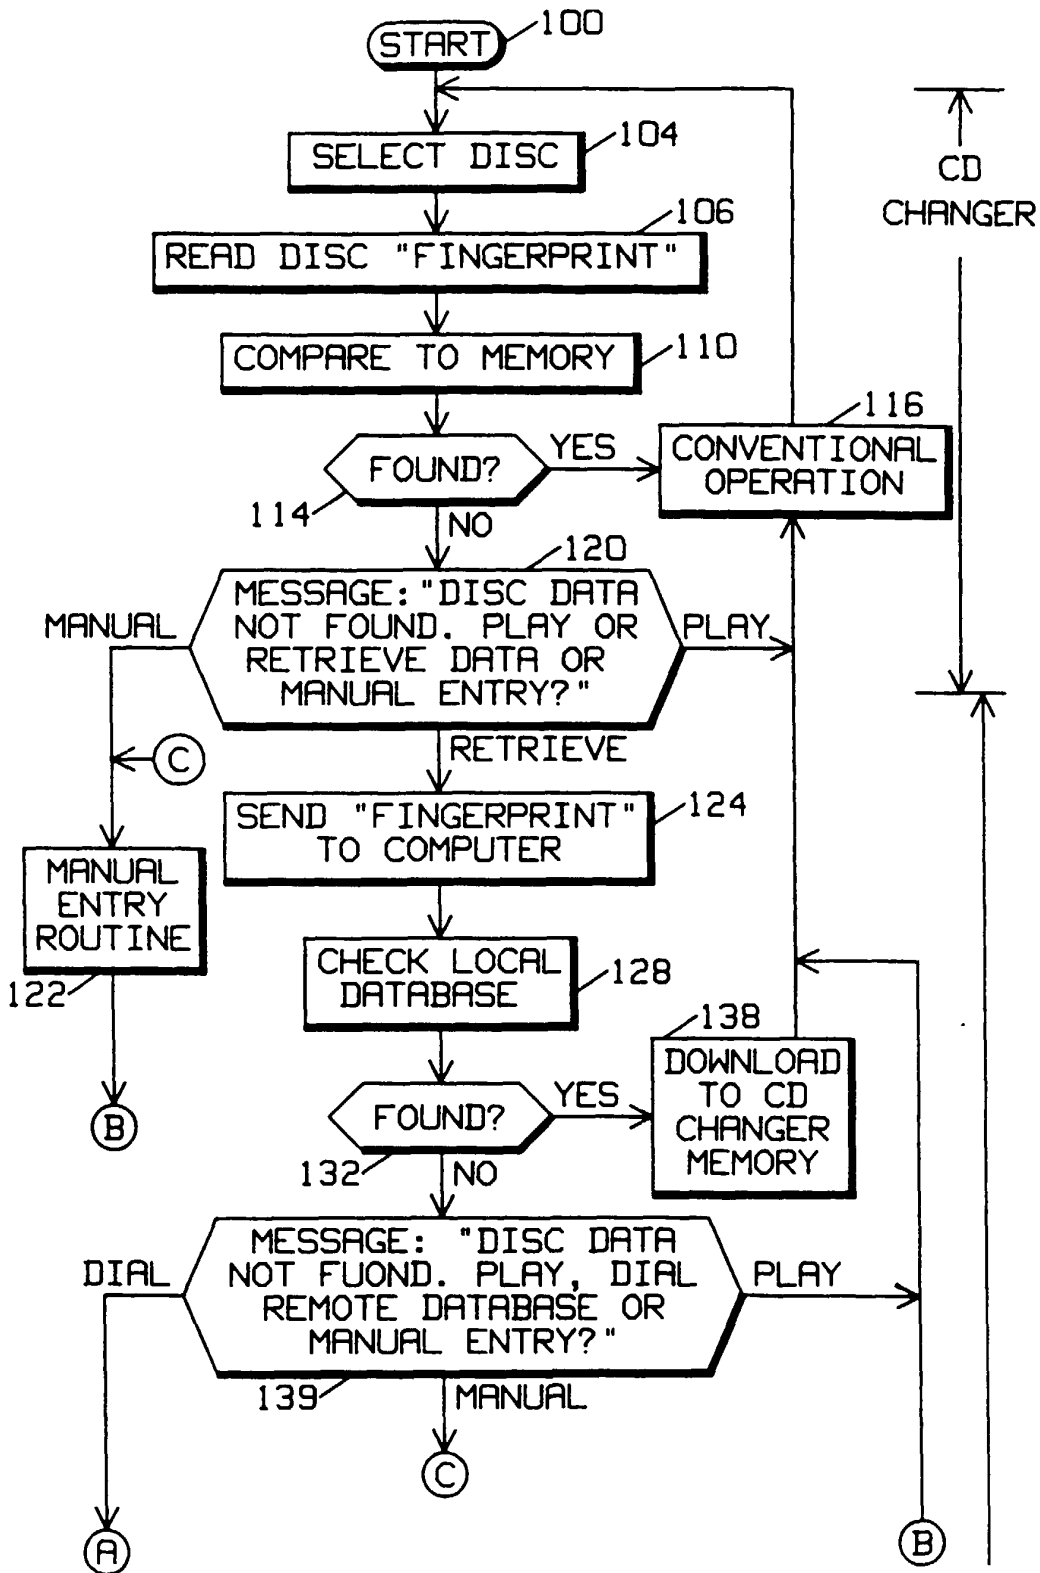 START
100
SELECT DISC
104
CD
CHANGER
READ DISC "FINGERPRINT"
106
COMPARE TO MEMORY
110
FOUND?
114
YES
NO
CONVENTIONAL
OPERATION
116
MESSAGE: "DISC DATA
NOT FOUND. PLAY OR
RETRIEVE DATA OR
MANUAL ENTRY?"
120
MANUAL
PLAY
RETRIEVE
C
SEND "FINGERPRINT"
TO COMPUTER
124
MANUAL
ENTRY
ROUTINE
122
B
CHECK LOCAL
DATABASE
128
FOUND?
132
YES
NO
DOWNLOAD
TO CD
CHANGER
MEMORY
138
MESSAGE: "DISC DATA
NOT FUOND. PLAY, DIAL
REMOTE DATABASE OR
MANUAL ENTRY?"
139
DIAL
PLAY
MANUAL
C
A
B